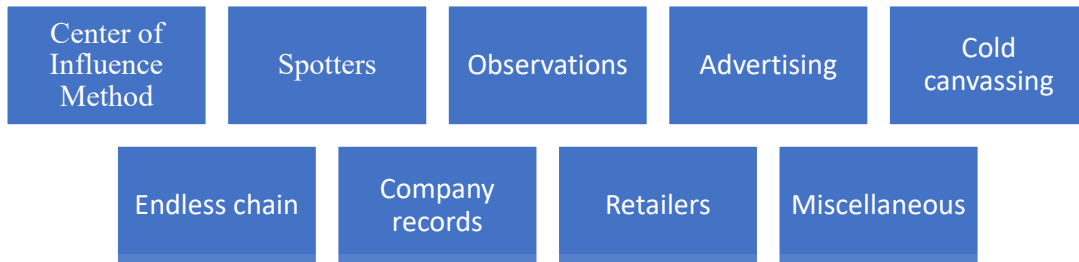 Center of
Influence
Method
Spotters
Observations
Advertising
Cold
canvassing
Endless chain
Company
records
Retailers
Miscellaneous